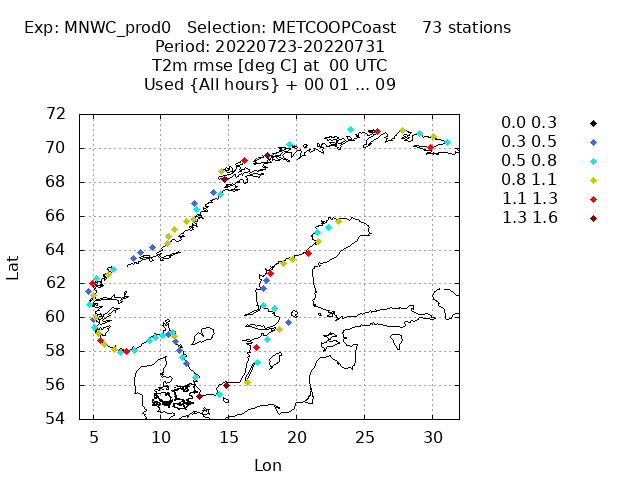 Exp: MNWC_prod0   Selection: METCOOPCoast     73 stations
Period: 20220723-20220731
T2m rmse [deg C] at  00 UTC
Used {All hours} + 00 01 ... 09
72
70
68
66
64
62
60
58
56
54
Lat
5 10 15 20 25 30
Lon
0.0 0.3
0.3 0.5
0.5 0.8
0.8 1.1
1.1 1.3
1.3 1.6